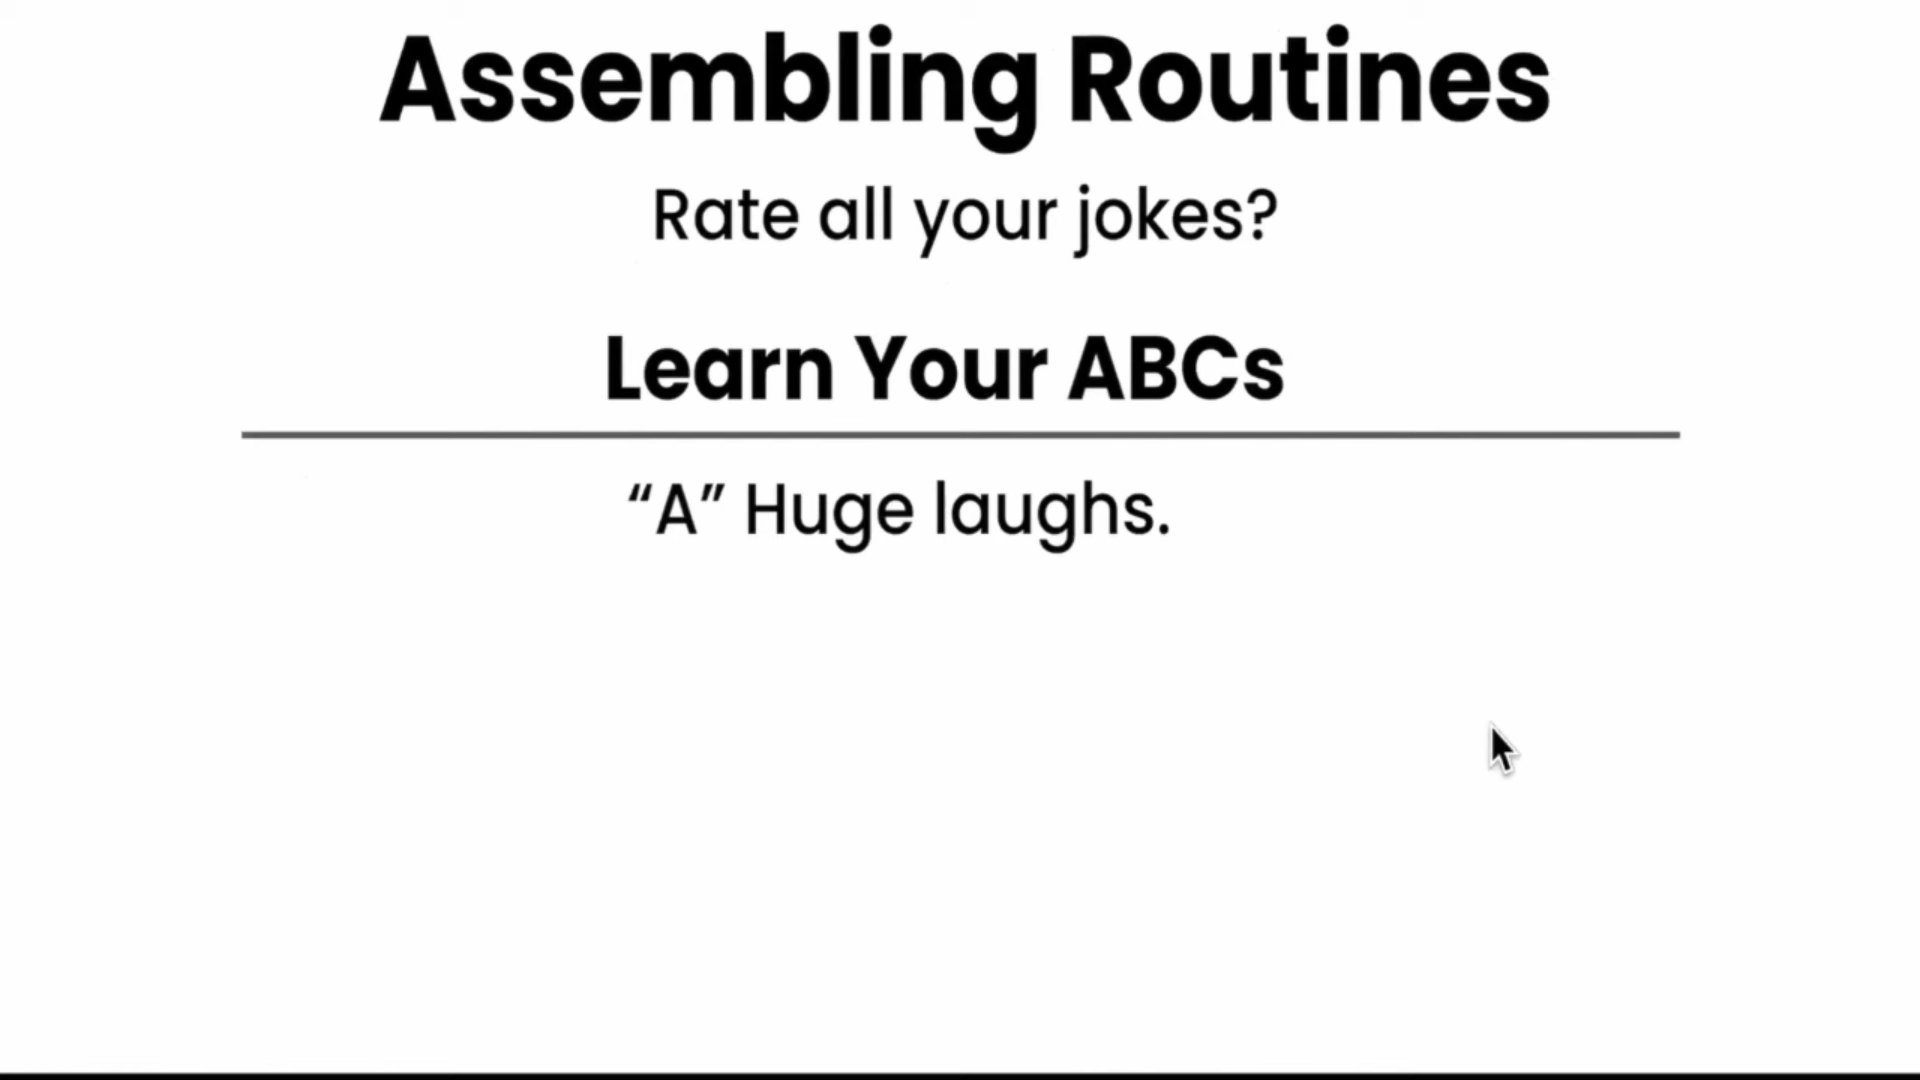 Assembling Routines
Rate all your jokes?
Learn Your ABCs
“A” Huge laughs.